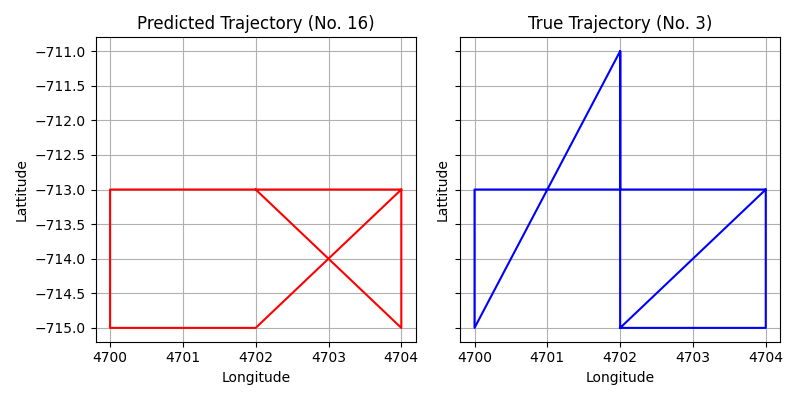 Predicted Trajectory (No. 16)
True Trajectory (No. 3)
Lattitude
−711.0
−711.5
−712.0
−712.5
−713.0
−713.5
−714.0
−714.5
−715.0
Lattitude
4700 4701 4702 4703 4704
4700 4701 4702 4703 4704
Longitude
Longitude